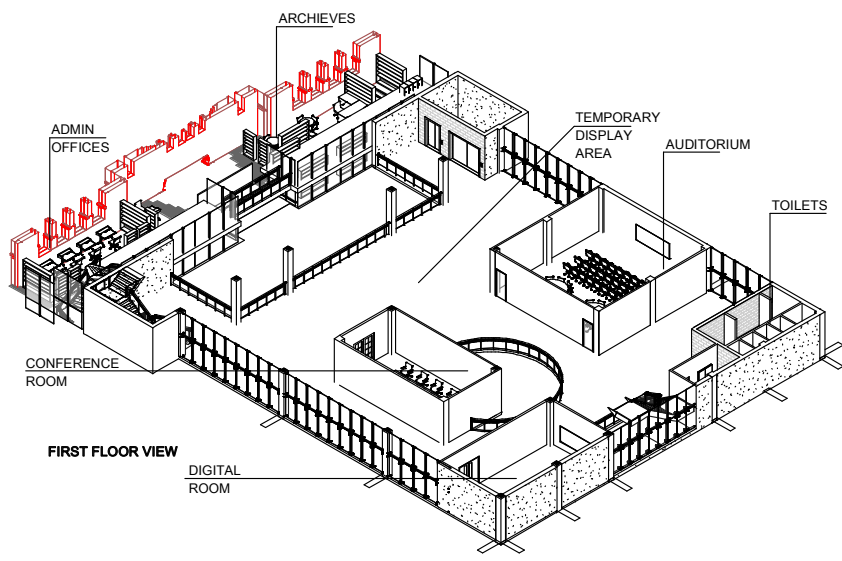 ARCHIEVES
ADMIN
OFFICES
TEMPORARY
DISPLAY
AREA
AUDITORIUM
TOILETS
CONFERENCE
ROOM
FIRST FLOOR VIEW
DIGITAL
ROOM